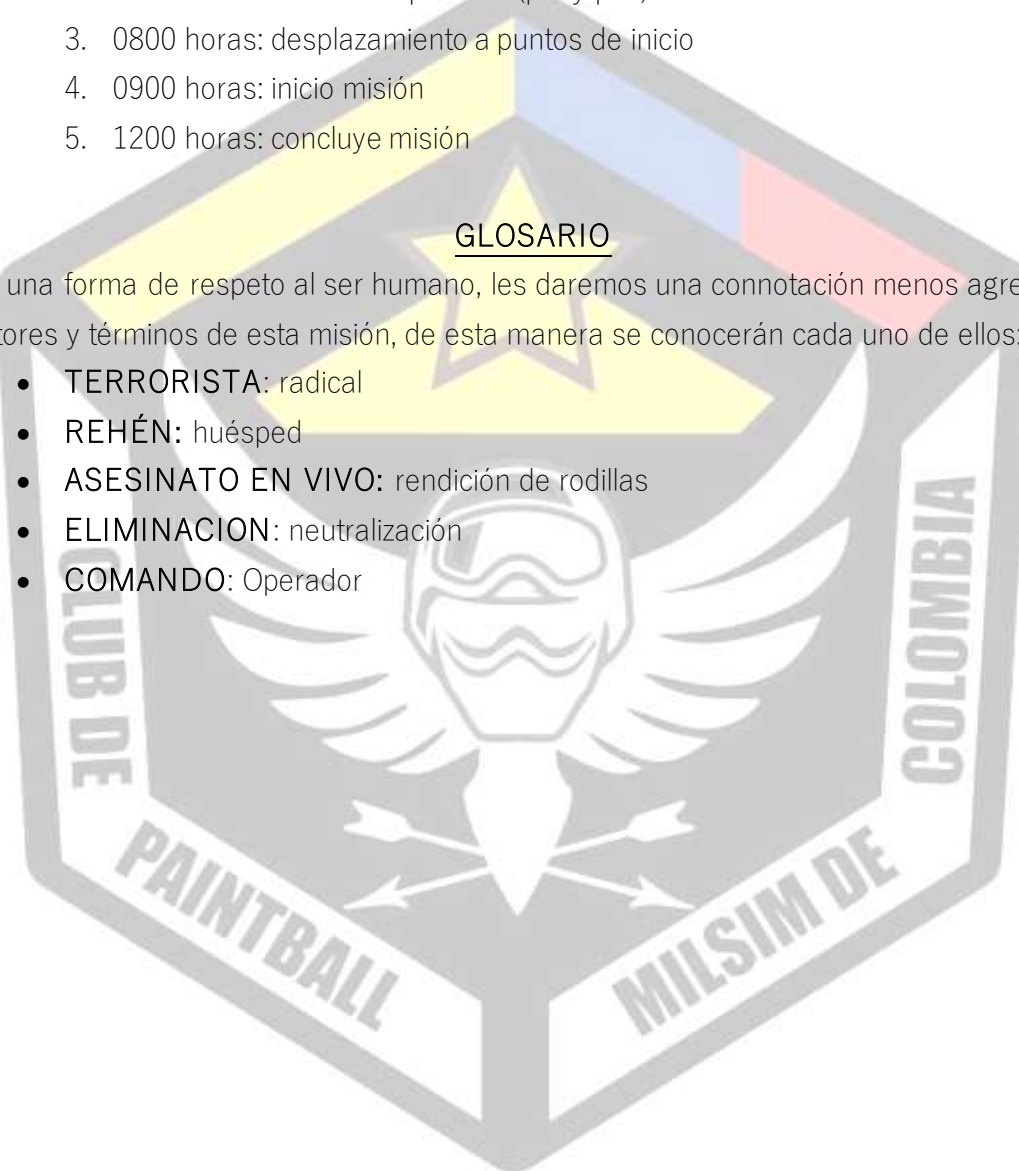 3. 0800 horas: desplazamiento a puntos de inicio
4. 0900 horas: inicio misión
5. 1200 horas: concluye misión
GLOSARIO
una forma de respeto al ser humano, les daremos una connotación menos agre
tores y términos de esta misión, de esta manera se conocerán cada uno de ellos:
• TERRORISTA: radical
• REHÉN: huésped
• ASESINATO EN VIVO: rendición de rodillas
• ELIMINACION: neutralización
• COMANDO: Operador
CLUB DE
PAINTBALL
MILSIM DE
COLOMBIA